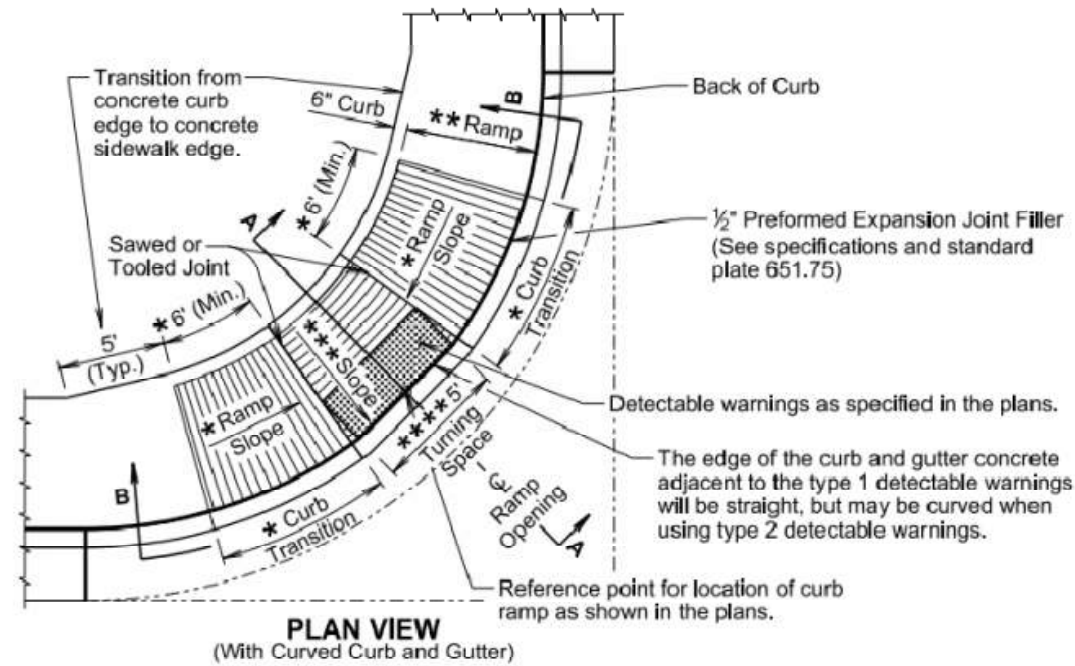 Transition from
concrete curb
edge to concrete
sidewalk edge.
6" Curb
** Ramp
B
Back of Curb
*6' (Min.)
A
*Ramp
Slope
½" Preformed Expansion Joint Filler
(See specifications and standard
plate 651.75)
Sawed or
Tooled Joint
* Curb
Transition
*6' (Min.)
5'
(Typ.)
***Slope
*Ramp
Slope
Detectable warnings as specified in the plans.
****5'
Turning
Space
The edge of the curb and gutter concrete
adjacent to the type 1 detectable warnings
will be straight, but may be curved when
using type 2 detectable warnings.
B
* Curb
Transition
℄
Ramp
Opening
A
Reference point for location of curb
ramp as shown in the plans.
PLAN VIEW
(With Curved Curb and Gutter)